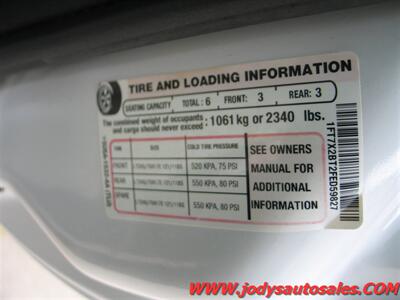 TIRE AND LOADING INFORMATION
SEATING CAPACITY TOTAL : 6 FRONT: 3 REAR: 3
The combined weight of occupants
and cargo should never exceed : 1061 kg or 2340 lbs.
SIZE COLD TIRE PRESSURE
FRONT 520 KPA, 75 PSI
REAR 550 KPA, 80 PSI
SPARE 550 KPA, 80 PSI
SEE OWNERS
MANUAL FOR
ADDITIONAL
INFORMATION
1FT7X2BT2FED59827
www.jodysautosales.com